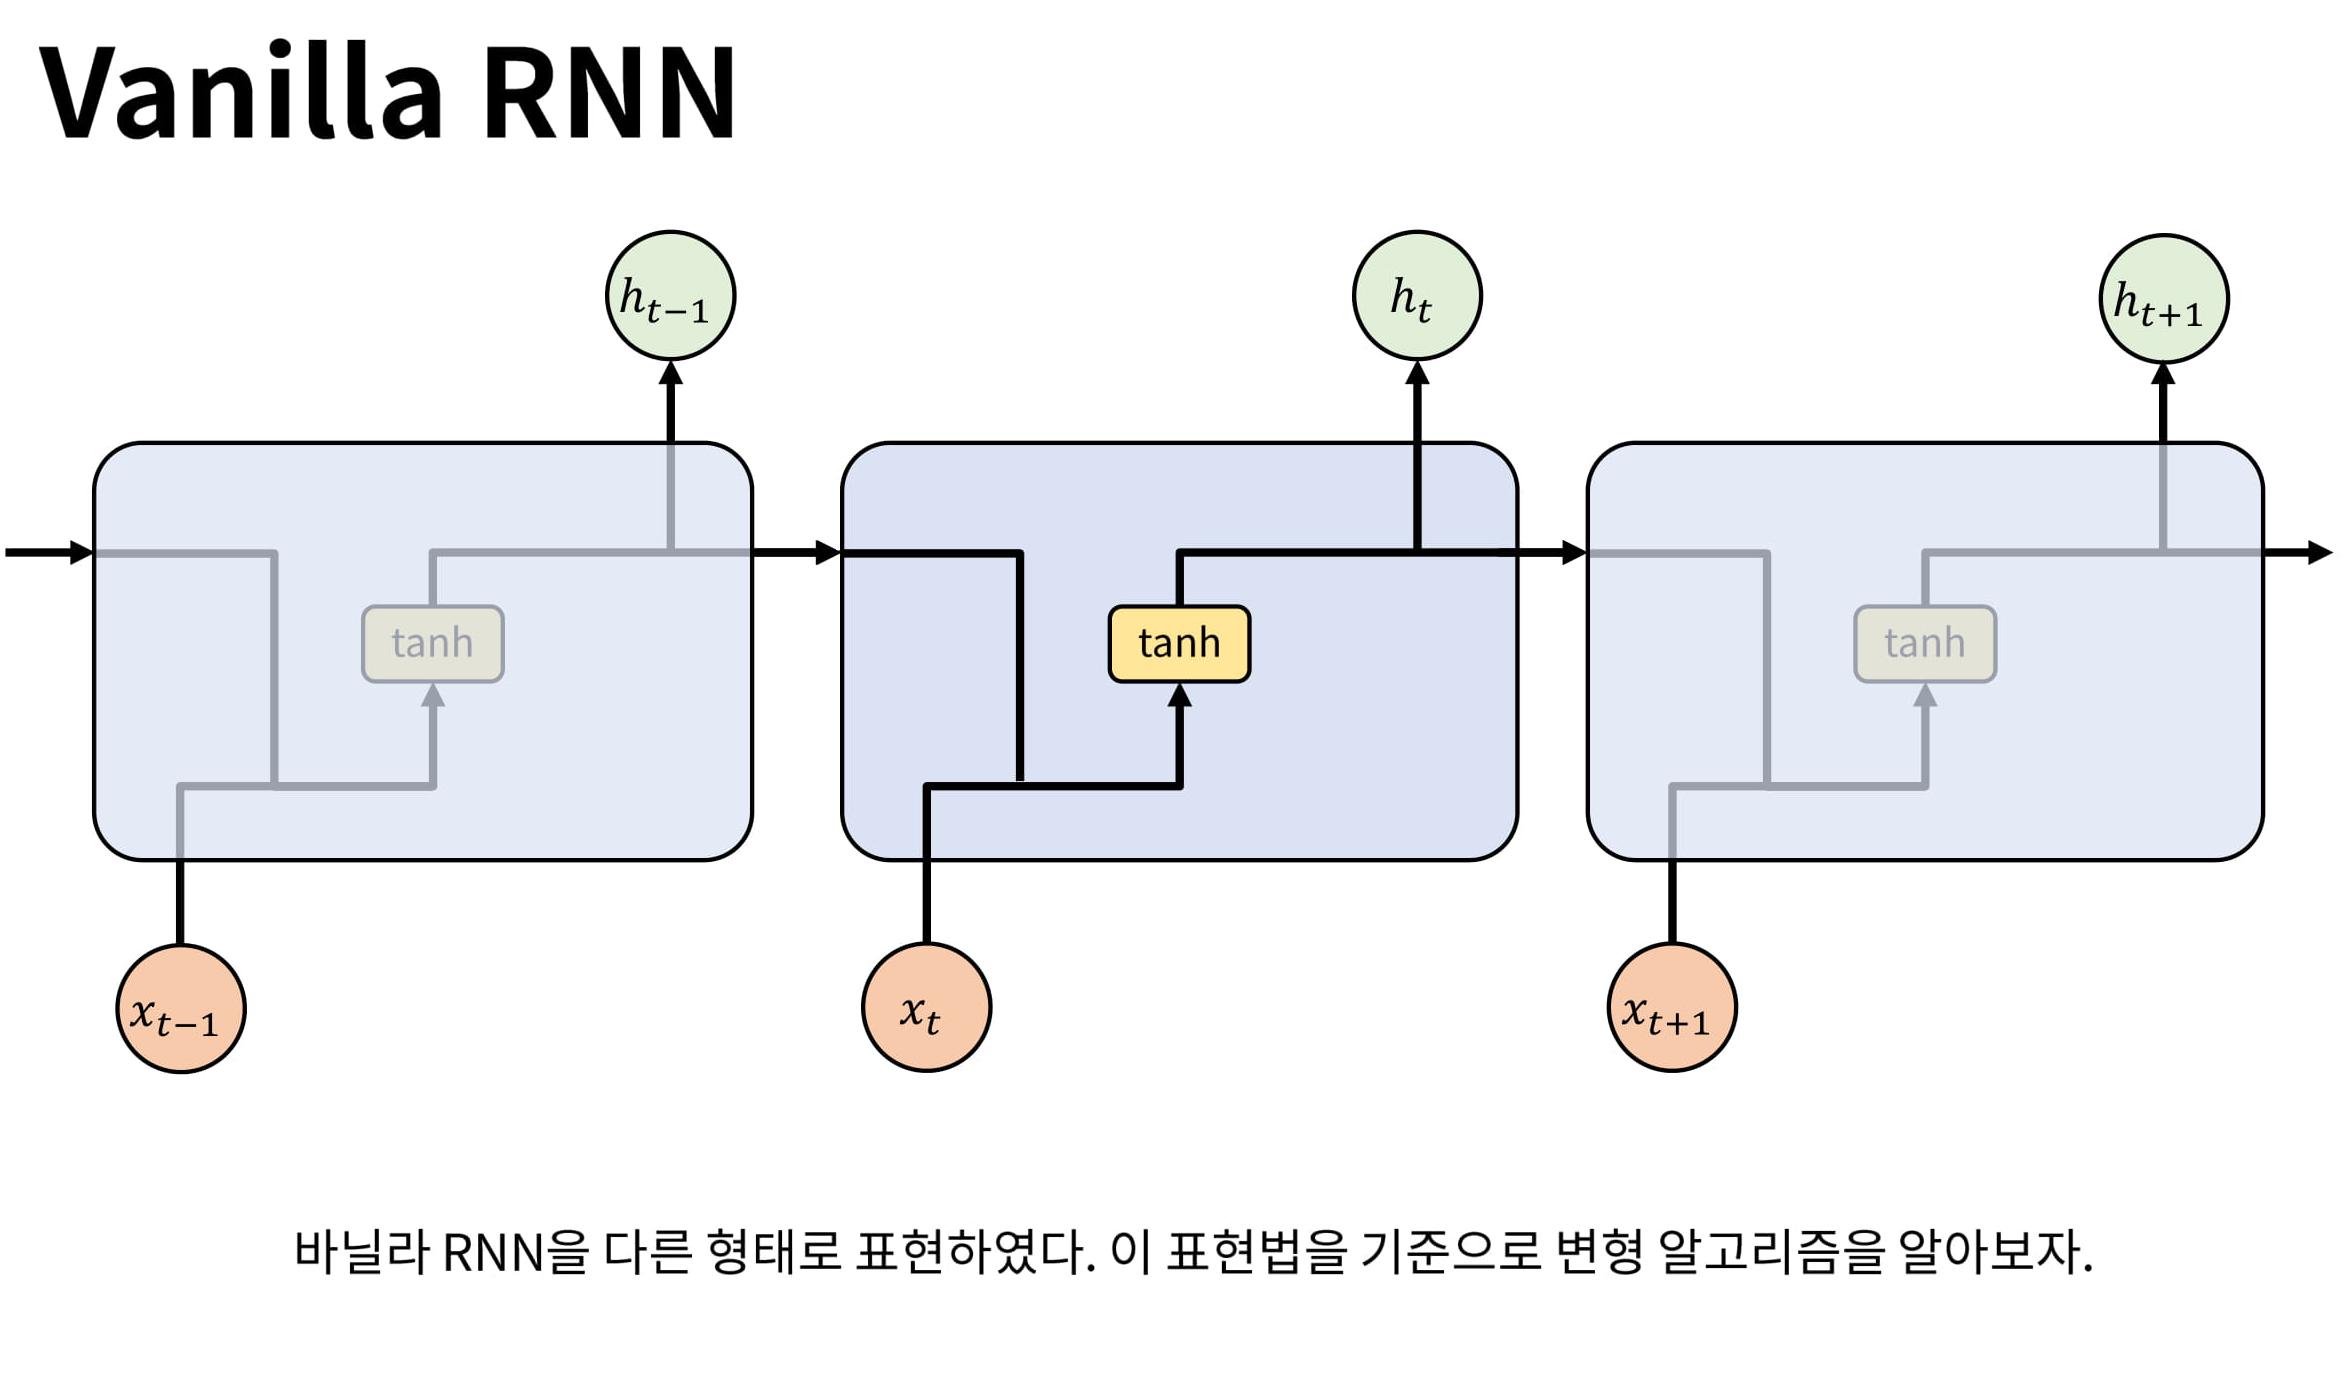 Vanilla RNN
h_{t−1}
h_t
h_{t+1}
tanh
tanh
tanh
x_{t−1}
x_t
x_{t+1}
바닐라 RNN을 다른 형태로 표현하였다. 이 표현법을 기준으로 변형 알고리즘을 알아보자.